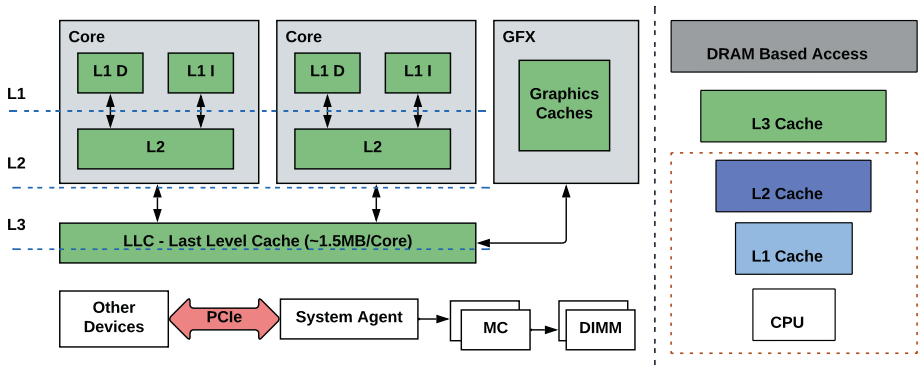 Core
Core
GFX
L1 D
L1 I
L1 D
L1 I
Graphics
Caches
L1
L2
L2
L2
L3
LLC - Last Level Cache (~1.5MB/Core)
Other
Devices
PCIe
System Agent
MC
DIMM
DRAM Based Access
L3 Cache
L2 Cache
L1 Cache
CPU